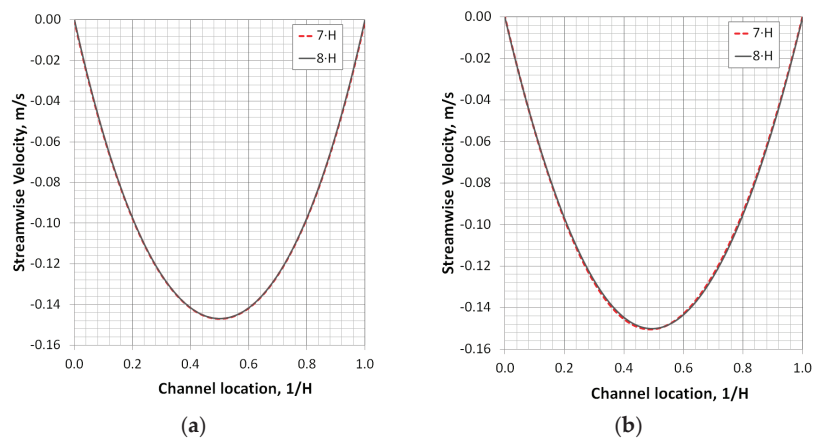 0.00
-0.02
-0.04
-0.06
-0.08
-0.10
-0.12
-0.14
-0.16
Streamwise Velocity, m/s
7·H
8·H
0.0 0.2 0.4 0.6 0.8 1.0
Channel location, 1/H
(a)
0.00
-0.02
-0.04
-0.06
-0.08
-0.10
-0.12
-0.14
-0.16
Streamwise Velocity, m/s
7·H
8·H
0.0 0.2 0.4 0.6 0.8 1.0
Channel location, 1/H
(b)